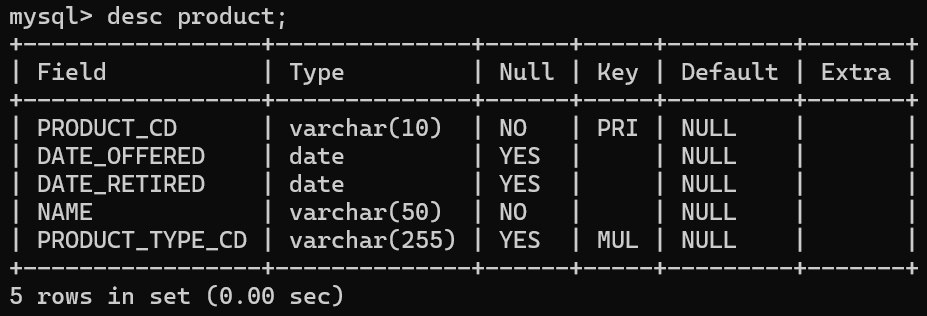 mysql> desc product;
+-----------------+--------------+------+-----+---------+-------+
| Field           | Type         | Null | Key | Default | Extra |
+-----------------+--------------+------+-----+---------+-------+
| PRODUCT_CD      | varchar(10)  | NO   | PRI | NULL    |       |
| DATE_OFFERED    | date         | YES  |     | NULL    |       |
| DATE_RETIRED    | date         | YES  |     | NULL    |       |
| NAME            | varchar(50)  | NO   |     | NULL    |       |
| PRODUCT_TYPE_CD | varchar(255) | YES  | MUL | NULL    |       |
+-----------------+--------------+------+-----+---------+-------+
5 rows in set (0.00 sec)